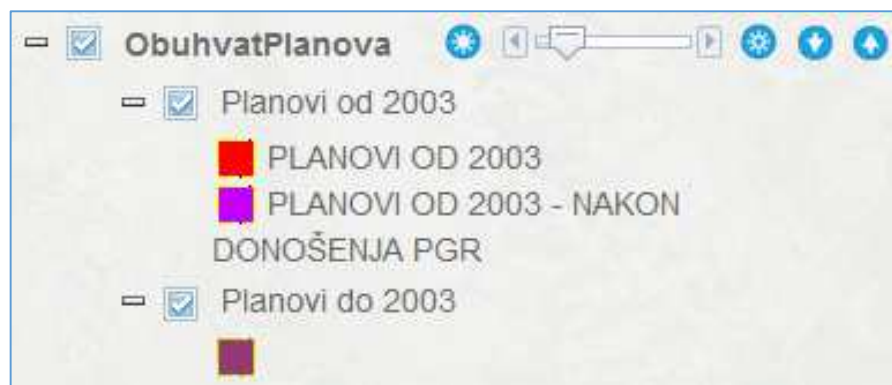 ObuhvatPlanova
Planovi od 2003
PLANOVI OD 2003
PLANOVI OD 2003 - NAKON
DONOŠENJA PGR
Planovi do 2003